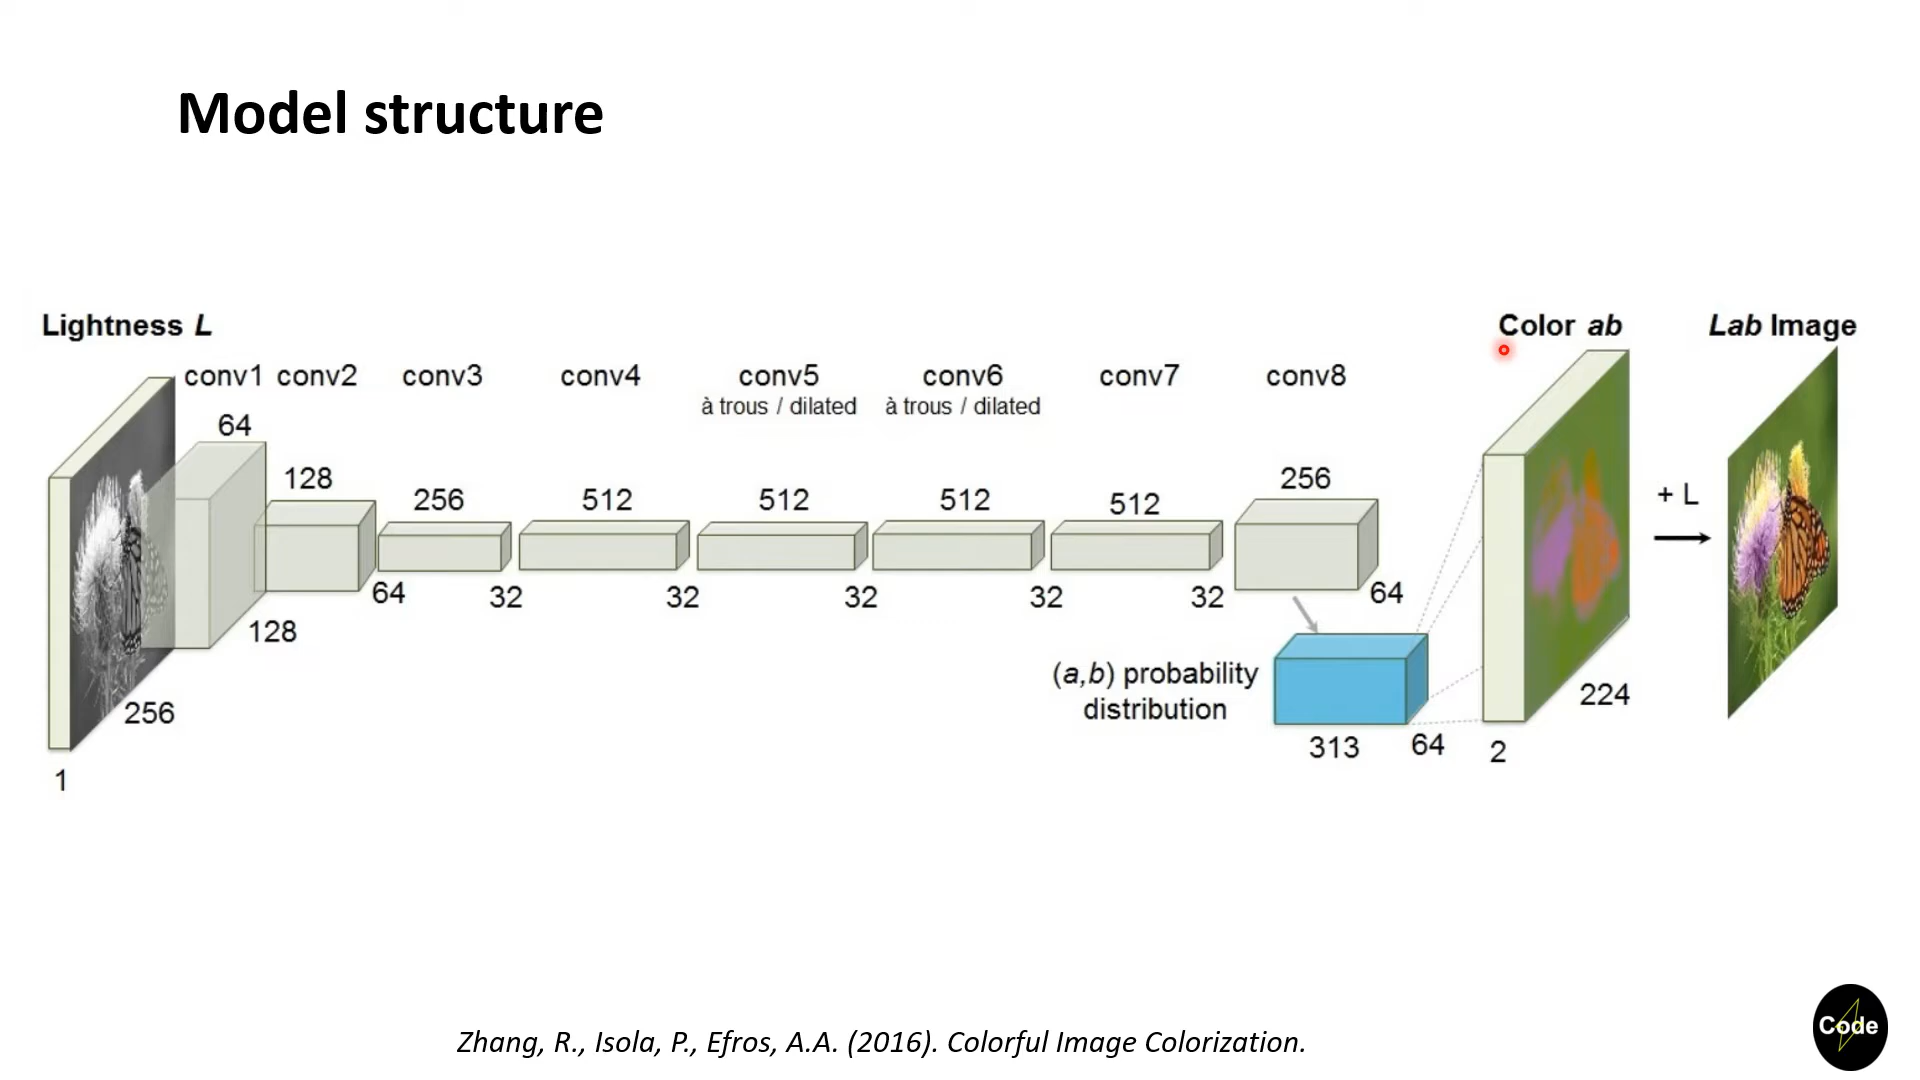 Model structure
Lightness L
Color ab
Lab Image
conv1
conv2
conv3
conv4
conv5
conv6
conv7
conv8
à trous / dilated
à trous / dilated
64
128
256
512
512
512
512
256
+ L
64
32
32
32
32
32
64
128
256
1
(a,b) probability
distribution
313
64
2
224
Zhang, R., Isola, P., Efros, A.A. (2016). Colorful Image Colorization.
Code